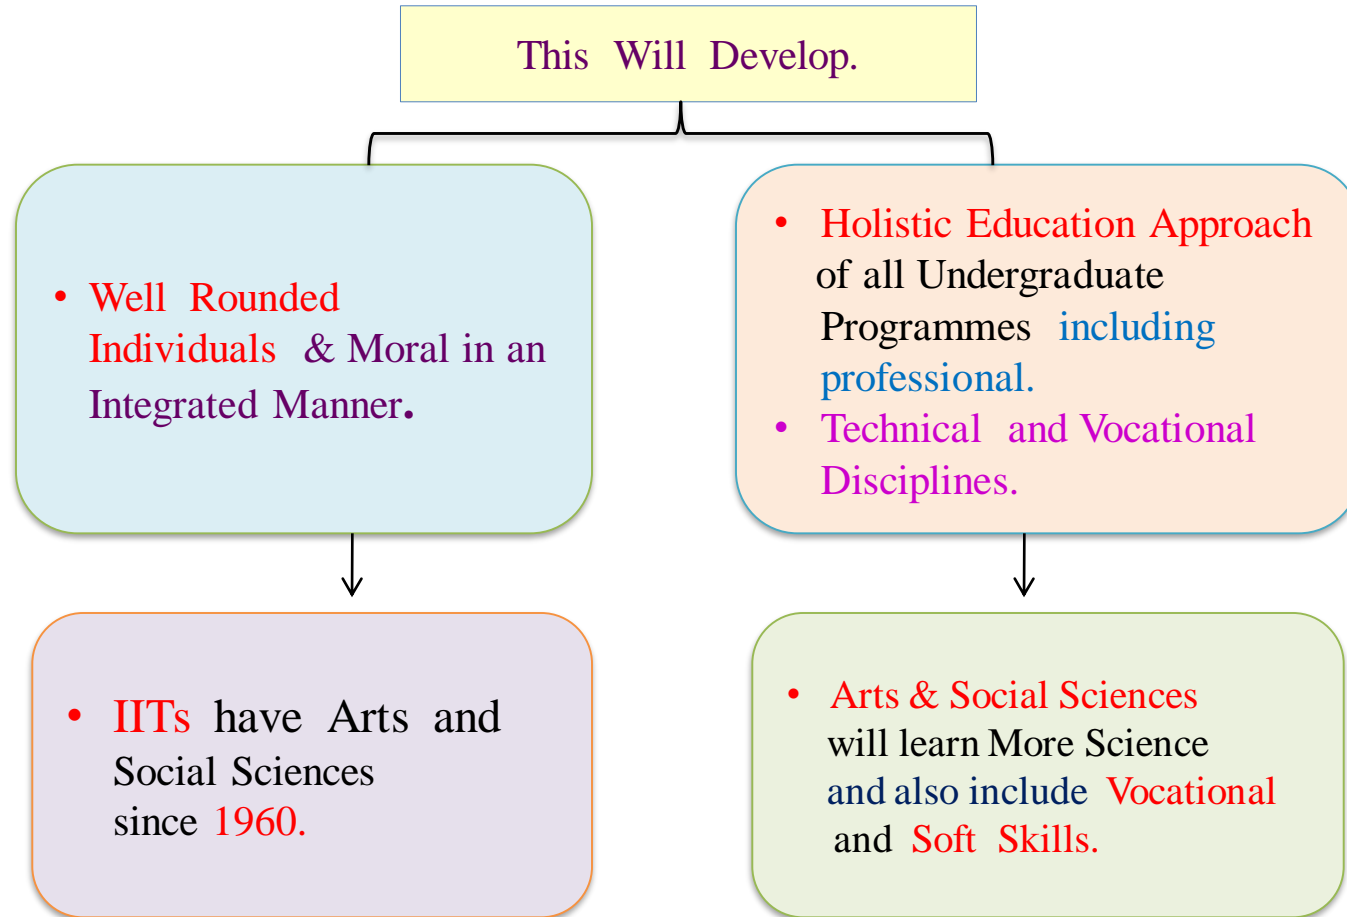 This Will Develop.
• Well Rounded
Individuals & Moral in an
Integrated Manner.
• Holistic Education Approach
of all Undergraduate
Programmes including
professional.
• Technical and Vocational
Disciplines.
• IITs have Arts and
Social Sciences
since 1960.
• Arts & Social Sciences
will learn More Science
and also include Vocational
and Soft Skills.